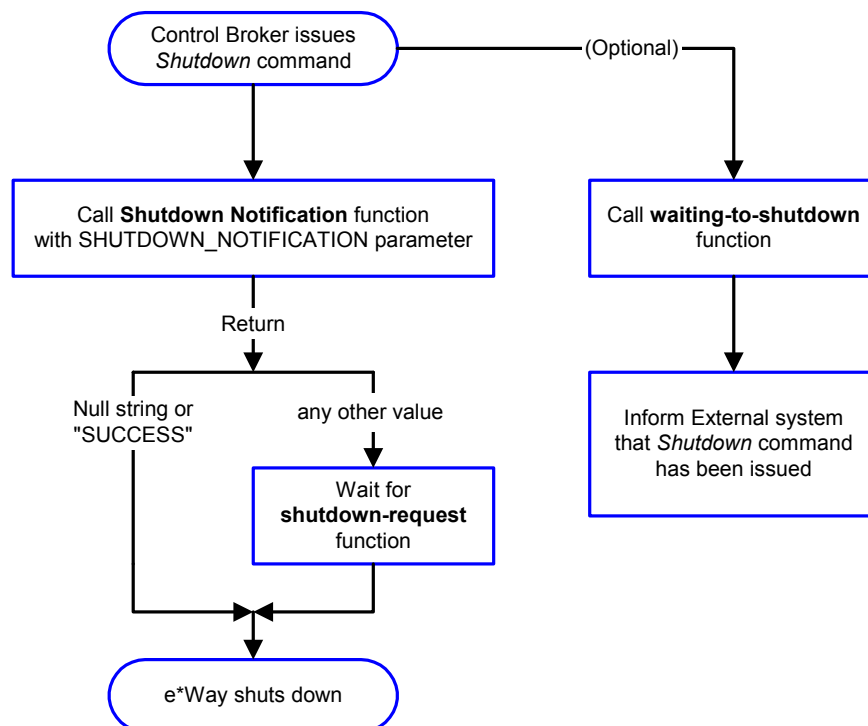 Control Broker issues
Shutdown command
(Optional)
Call Shutdown Notification function
with SHUTDOWN_NOTIFICATION parameter
Call waiting-to-shutdown
function
Return
Null string or
"SUCCESS"
any other value
Inform External system
that Shutdown command
has been issued
Wait for
shutdown-request
function
e*Way shuts down